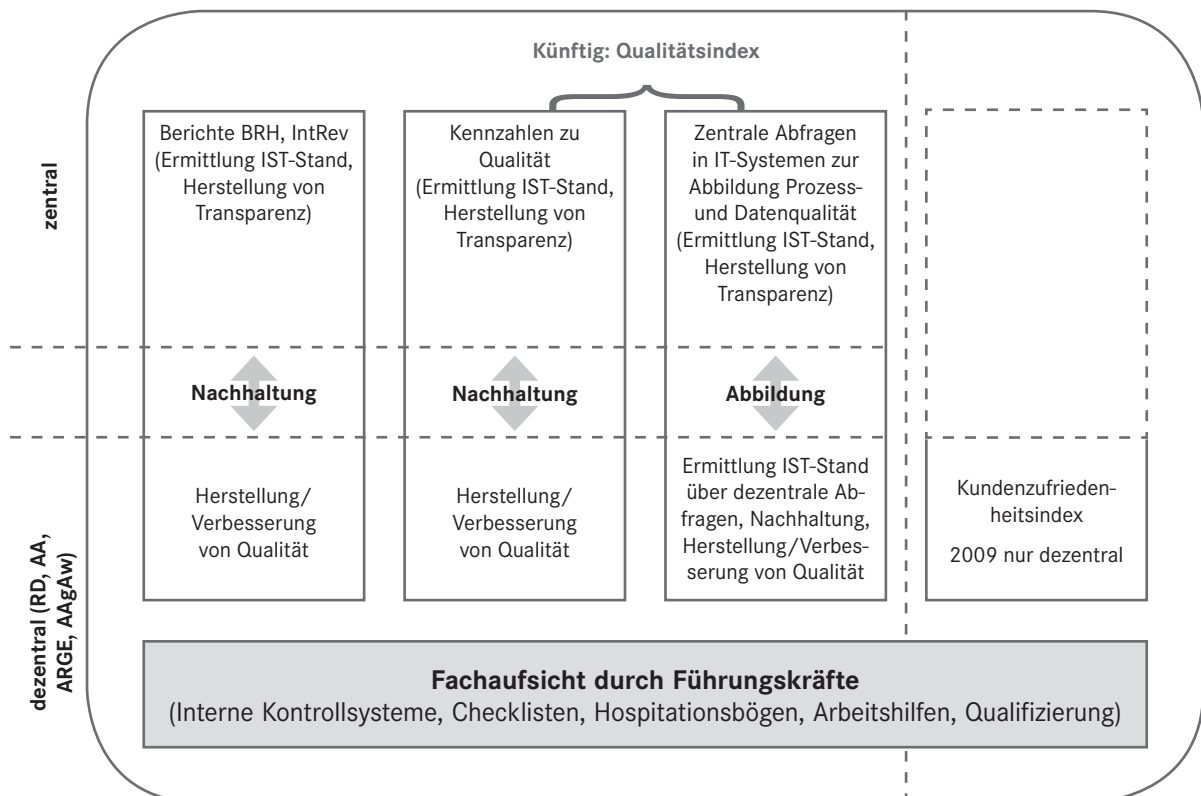 Künftig: Qualitätsindex
zentral
Berichte BRH, IntRev
(Ermittlung IST-Stand,
Herstellung von
Transparenz)
Kennzahlen zu
Qualität
(Ermittlung IST-Stand,
Herstellung von
Transparenz)
Zentrale Abfragen
in IT-Systemen zur
Abbildung Prozess-
und Datenqualität
(Ermittlung IST-Stand,
Herstellung von
Transparenz)
Nachhaltung
Nachhaltung
Abbildung
dezentral (RD, AA,
ARGE, AAgAw)
Herstellung/
Verbesserung
von Qualität
Herstellung/
Verbesserung
von Qualität
Ermittlung IST-Stand
über dezentrale Ab-
fragen, Nachhaltung,
Herstellung/Verbes-
serung von Qualität
Kundenzufrieden-
heitsindex
2009 nur dezentral
Fachaufsicht durch Führungskräfte
(Interne Kontrollsysteme, Checklisten, Hospitationsbögen, Arbeitshilfen, Qualifizierung)